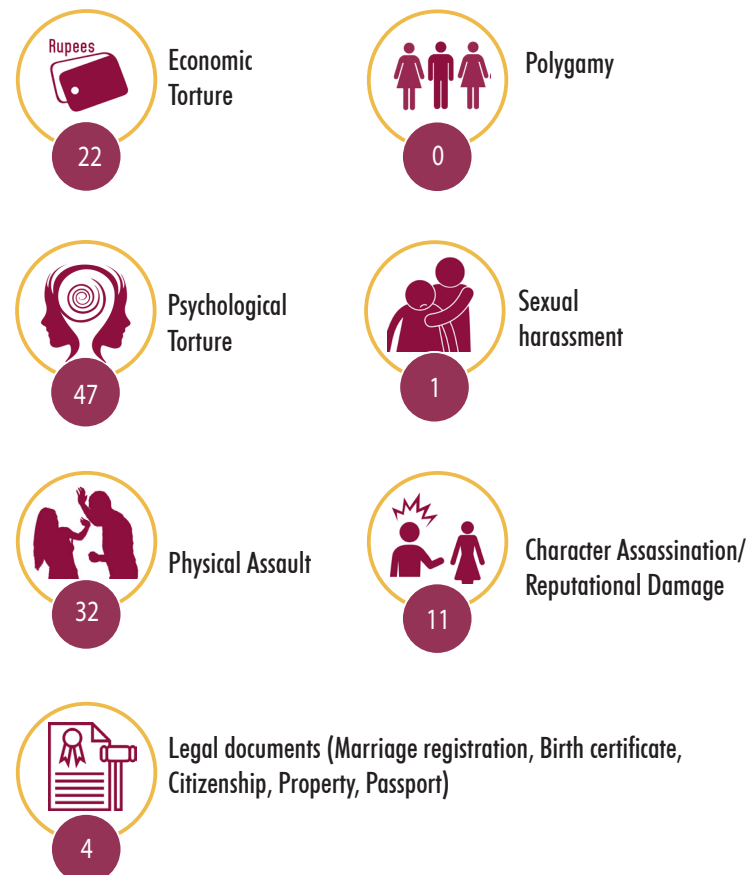 Rupees
Economic
Torture
22
Polygamy
0
Psychological
Torture
47
Sexual
harassment
1
Physical Assault
32
Character Assassination/
Reputational Damage
11
Legal documents (Marriage registration, Birth certificate,
Citizenship, Property, Passport)
4